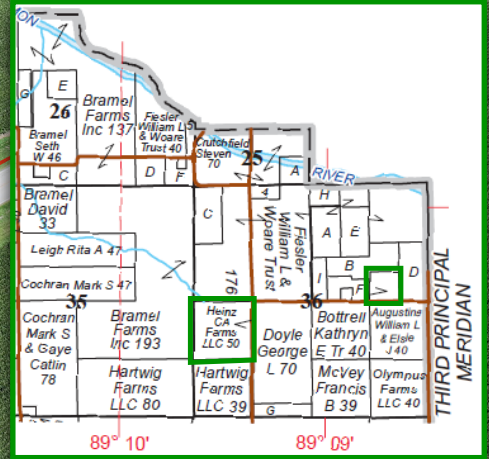 MON
E
G
26
Bramel
Farms
Inc 137
Fiesler
William L
& Woare
Trust 40
5
Crutchfield
Steven
70
25
A
RIVER
Bramel
Seth
W 46
C
D
F
4
H
Bramel
David
33
C
Fiesler
William L &
Woare Trust
A
E
Leigh Rita A 47
I
B
F
D
Cochran Mark S 47
35
176
36
Cochran
Mark S
& Gaye
Catlin
78
Bramel
Farms
Inc 193
Heinz
CA
Farms
LLC 50
Doyle
George
L 70
Bottrell
Kathryn
E Tr 40
Augustine
William L
& Elsie
J 40
Hartwig
Farms
LLC 80
Hartwig
Farms
LLC 39
McVey
Francis
B 39
Olympus
Farms
LLC 40
G
THIRD PRINCIPAL
MERIDIAN
89° 10'
89° 09'